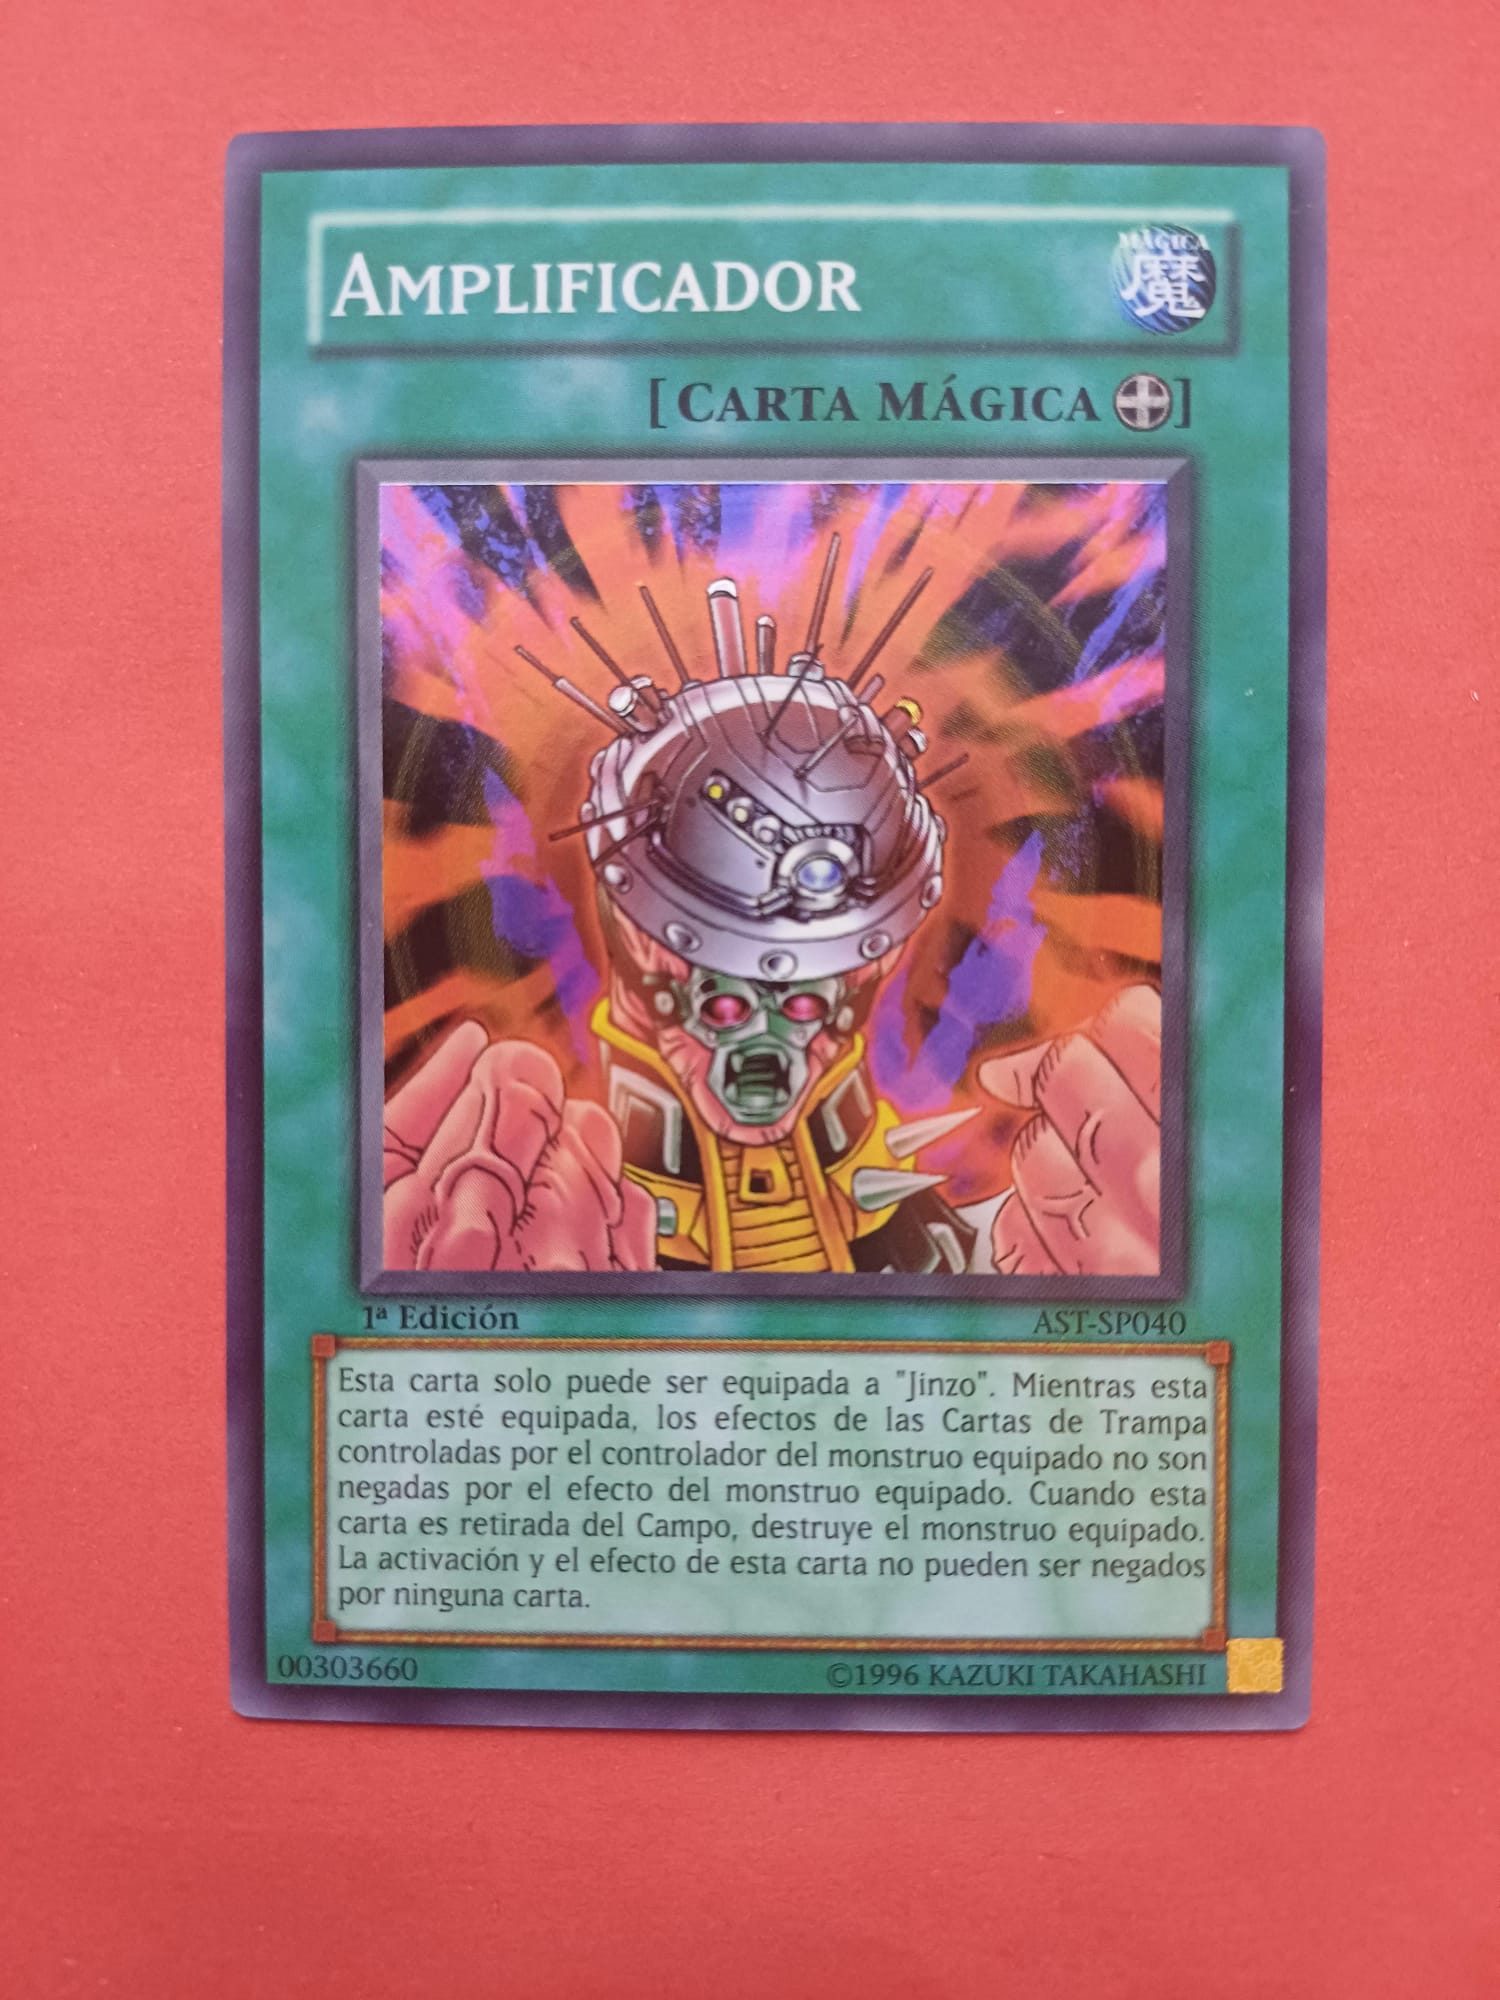 AMPLIFICADOR
MÁGICA
魔
[CARTA MÁGICA]
1ª Edición
AST-SP040
Esta carta solo puede ser equipada a "Jinzo". Mientras esta
carta esté equipada, los efectos de las Cartas de Trampa
controladas por el controlador del monstruo equipado no son
negadas por el efecto del monstruo equipado. Cuando esta
carta es retirada del Campo, destruye el monstruo equipado.
La activación y el efecto de esta carta no pueden ser negados
por ninguna carta.
00303660
©1996 KAZUKI TAKAHASHI